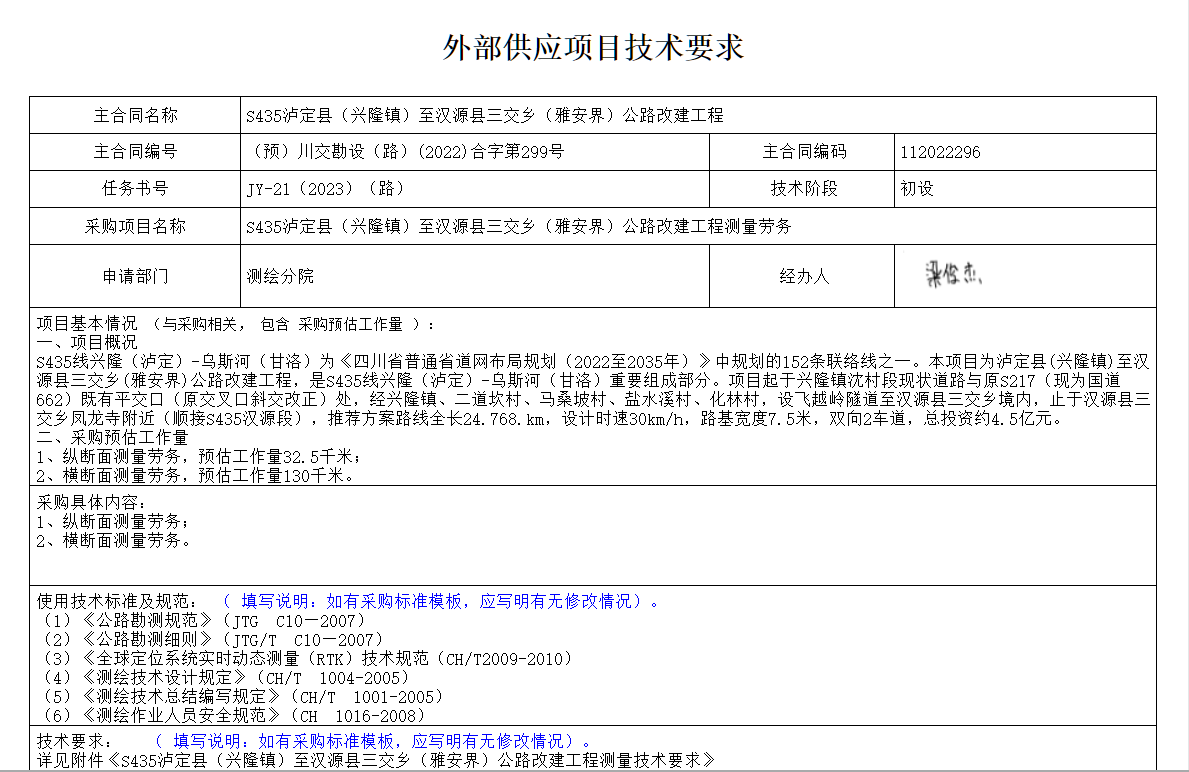 外部供应项目技术要求
主合同名称 S435泸定县（兴隆镇）至汉源县三交乡（雅安界）公路改建工程
主合同编号 （预）川交勘设（路）(2022)合字第299号 主合同编码 112022296
任务书号 JY-21（2023）（路） 技术阶段 初设
采购项目名称 S435泸定县（兴隆镇）至汉源县三交乡（雅安界）公路改建工程测量劳务
申请部门 测绘分院 经办人 梁俊杰
项目基本情况 （与采购相关， 包含 采购预估工作量 ）：
一、项目概况
S435线兴隆（泸定）-乌斯河（甘洛）为《四川省普通省道网布局规划（2022至2035年）》中规划的152条联络线之一。本项目为泸定县(兴隆镇)至汉
源县三交乡(雅安界)公路改建工程，是S435线兴隆（泸定）-乌斯河（甘洛）重要组成部分。项目起于兴隆镇沈村段现状道路与原S217（现为国道
662）既有平交口（原交叉口斜交改正）处，经兴隆镇、二道坎村、马桑坡村、盐水溪村、化林村，设飞越岭隧道至汉源县三交乡境内，止于汉源县三
交乡凤龙寺附近（顺接S435汉源段），推荐方案路线全长24.768.km，设计时速30km/h，路基宽度7.5米，双向2车道，总投资约4.5亿元。
二、采购预估工作量
1、纵断面测量劳务，预估工作量32.5千米；
2、横断面测量劳务，预估工作量130千米。
采购具体内容：
1、纵断面测量劳务；
2、横断面测量劳务。
使用技术标准及规范： （ 填写说明：如有采购标准模板，应写明有无修改情况）。
（1）《公路勘测规范》（JTG C10—2007）
（2）《公路勘测细则》（JTG/T C10—2007）
（3）《全球定位系统实时动态测量（RTK）技术规范（CH/T2009-2010）
（4）《测绘技术设计规定》（CH/T 1004-2005）
（5）《测绘技术总结编写规定》（CH/T 1001-2005）
（6）《测绘作业人员安全规范》（CH 1016-2008）
技术要求： （ 填写说明：如有采购标准模板，应写明有无修改情况）。
详见附件《S435泸定县（兴隆镇）至汉源县三交乡（雅安界）公路改建工程测量技术要求》